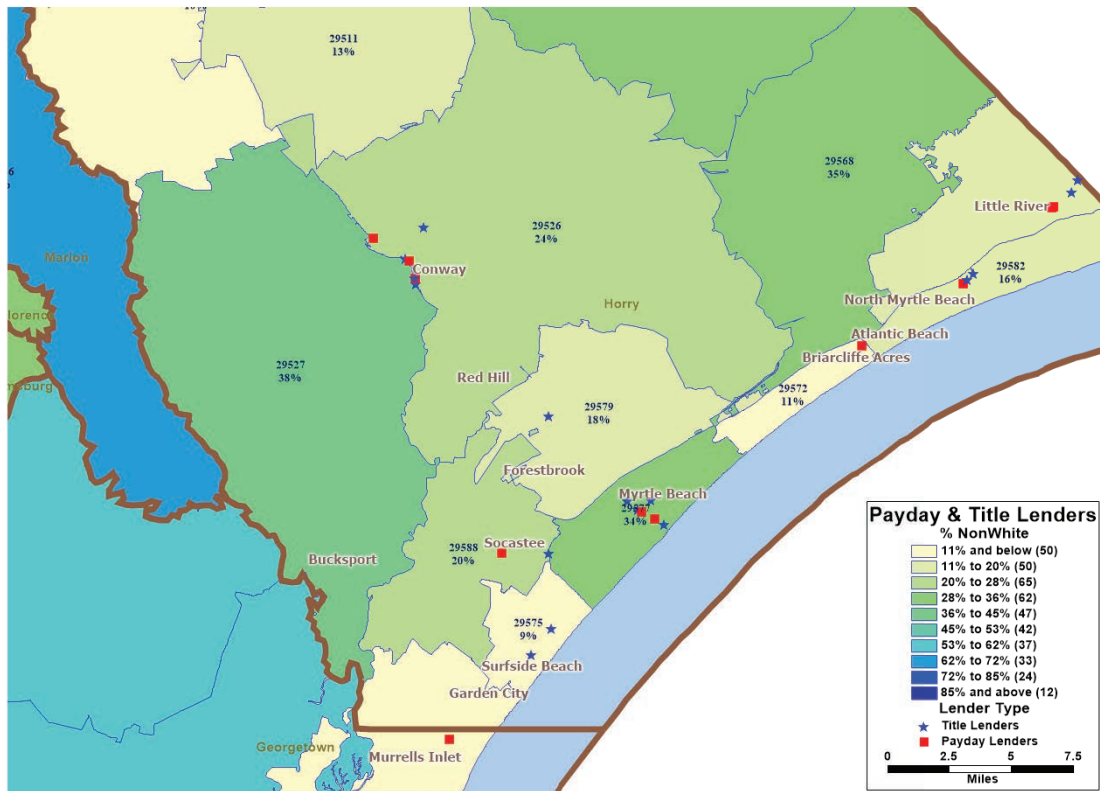 29511
13%
29568
35%
Little River
29526
24%
Marion
Conway
29582
16%
North Myrtle Beach
Horry
Atlantic Beach
Briarcliffe Acres
29527
38%
Red Hill
29572
11%
29579
18%
Forestbrook
Myrtle Beach
34%
Socastee
29588
20%
Bucksport
29575
9%
Surfside Beach
Garden City
Georgetown
Murrells Inlet
Payday & Title Lenders
% NonWhite
11% and below (50)
11% to 20% (50)
20% to 28% (65)
28% to 36% (62)
36% to 45% (47)
45% to 53% (42)
53% to 62% (37)
62% to 72% (33)
72% to 85% (24)
85% and above (12)
Lender Type
Title Lenders
Payday Lenders
0 2.5 5 7.5
Miles